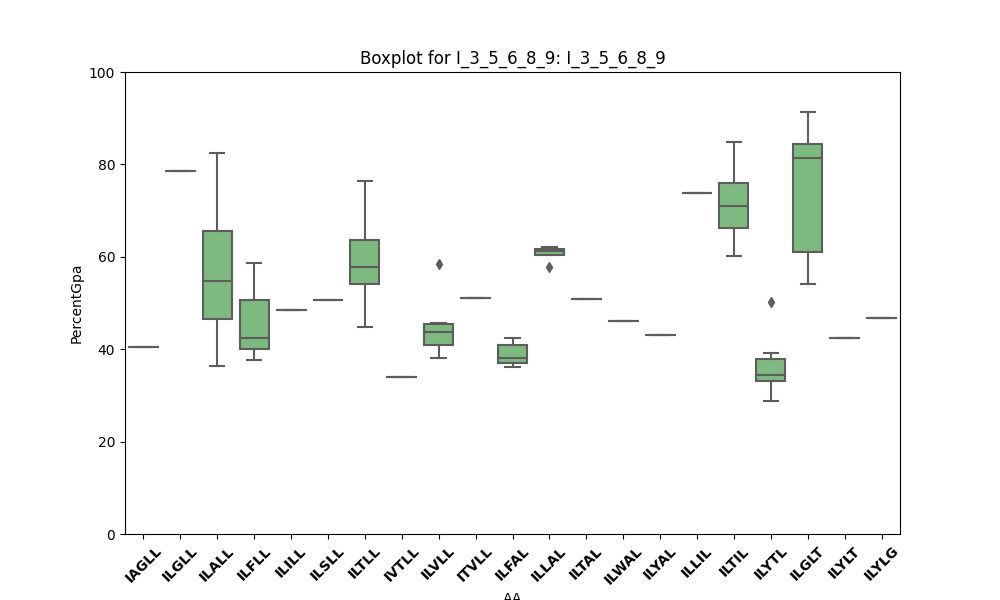 Boxplot for I_3_5_6_8_9: I_3_5_6_8_9
100
80
60
40
20
0
PercentGpa
IAGLL ILGLL ILALL ILFLL ILILL ILSLL ILTLL IVTLL ILVLL ITVLL ILFAL ILLAL ILTAL ILWAL ILYAL ILLIL ILTIL ILYTL ILGLT ILYLT ILYLG
AA